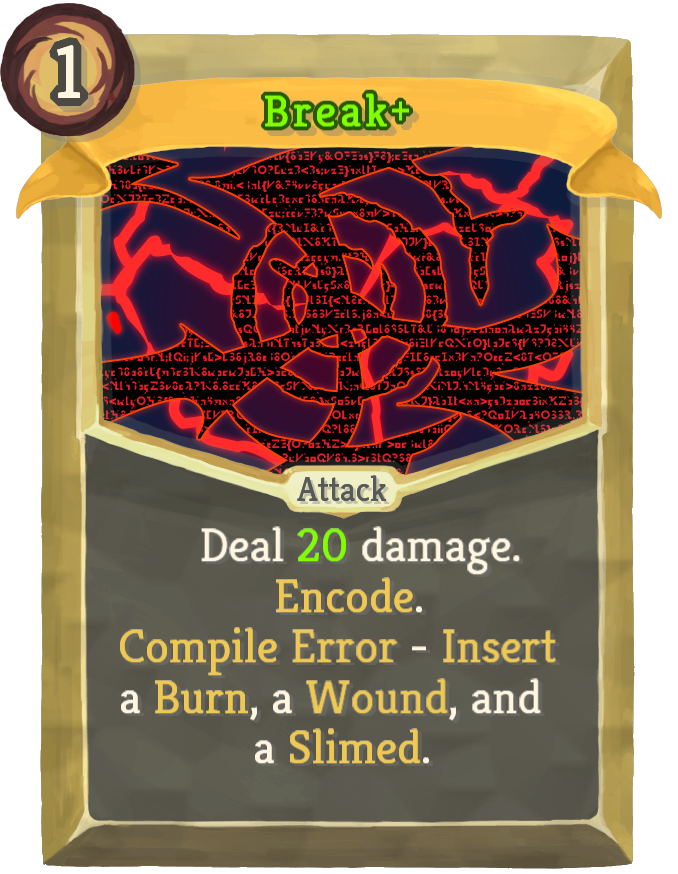 1
Break+
Attack
Deal 20 damage.
Encode.
Compile Error - Insert
a Burn, a Wound, and
a Slimed.